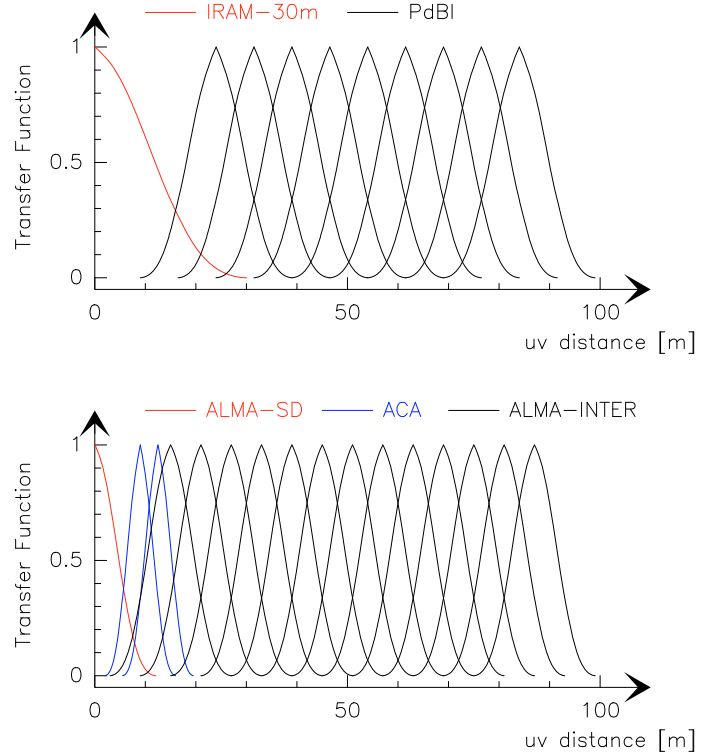 IRAM-30m PdBI
1
0.5
0
Transfer Function
0 50 100
uv distance [m]
ALMA-SD ACA ALMA-INTER
1
0.5
0
Transfer Function
0 50 100
uv distance [m]